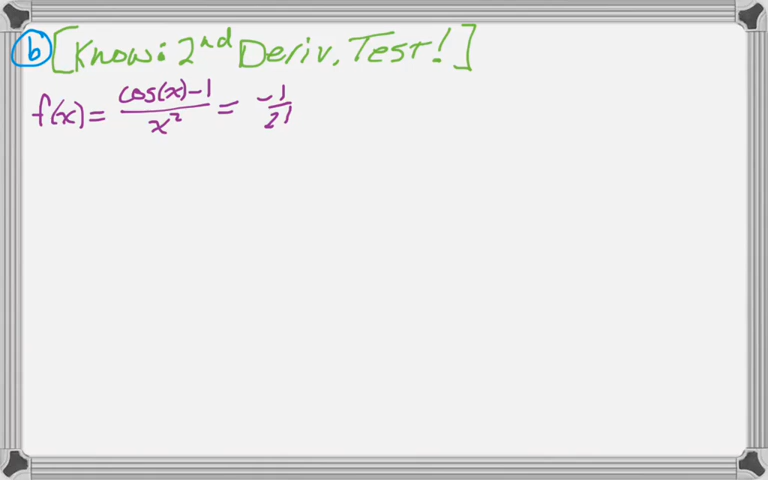 b [Know: 2nd Deriv. Test!]
f(x) = cos(x)-1 / x² = -1 / 2!